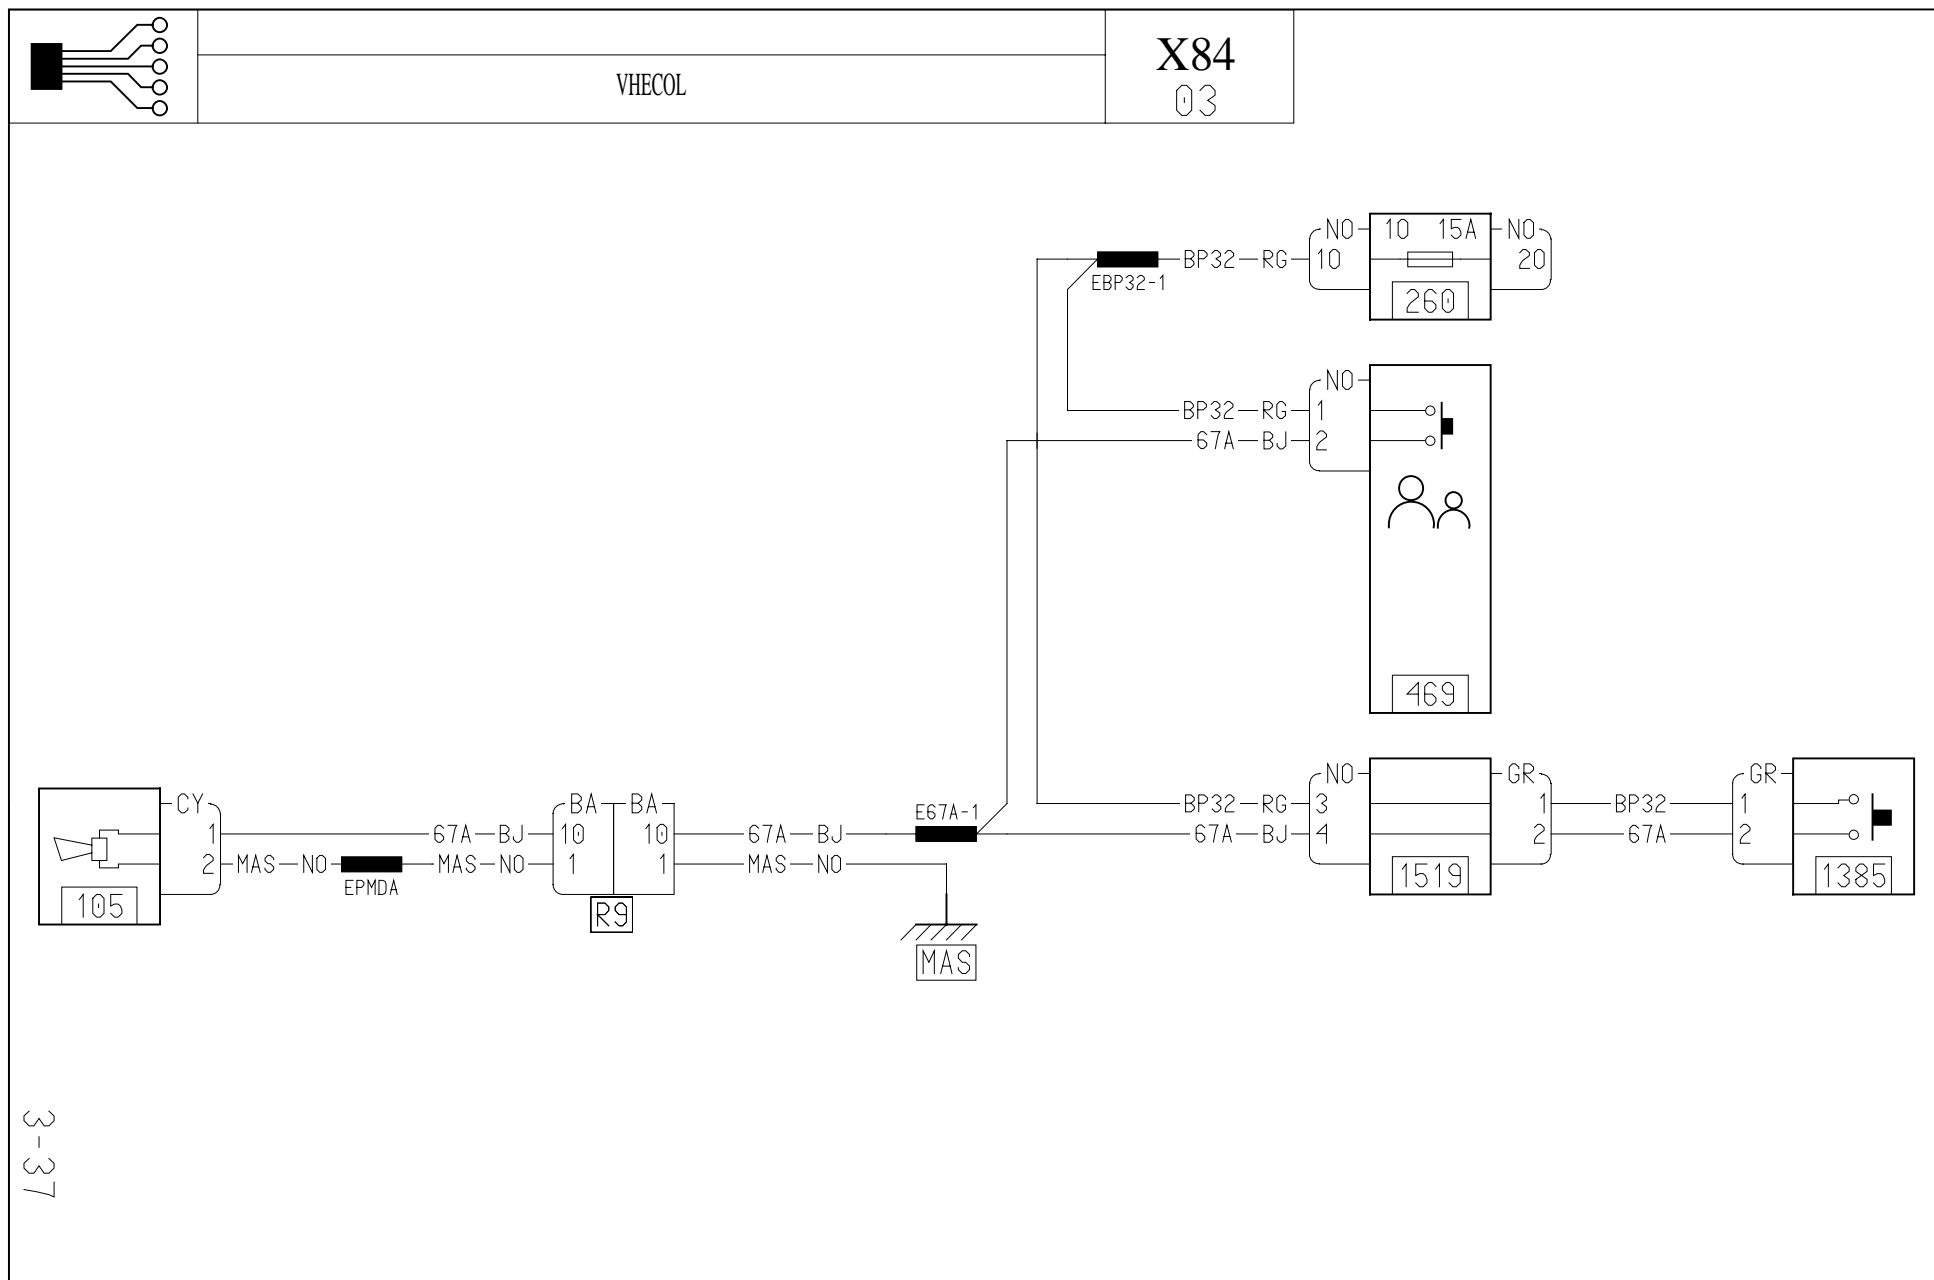 X84
VHECOL
03
NO 10 15A NO
BP32 RG 10 20
EBP32-1
260
NO
BP32 RG 1
67A BJ 2
469
NO GR GR
CY BA BA E67A-1 BP32 RG 3 1 BP32 1
1 67A BJ 10 10 67A BJ 67A BJ 4 2 67A 2
2 MAS NO MAS NO 1 1 MAS NO
EPMDA
1519 1385
105 R9
MAS
3-37